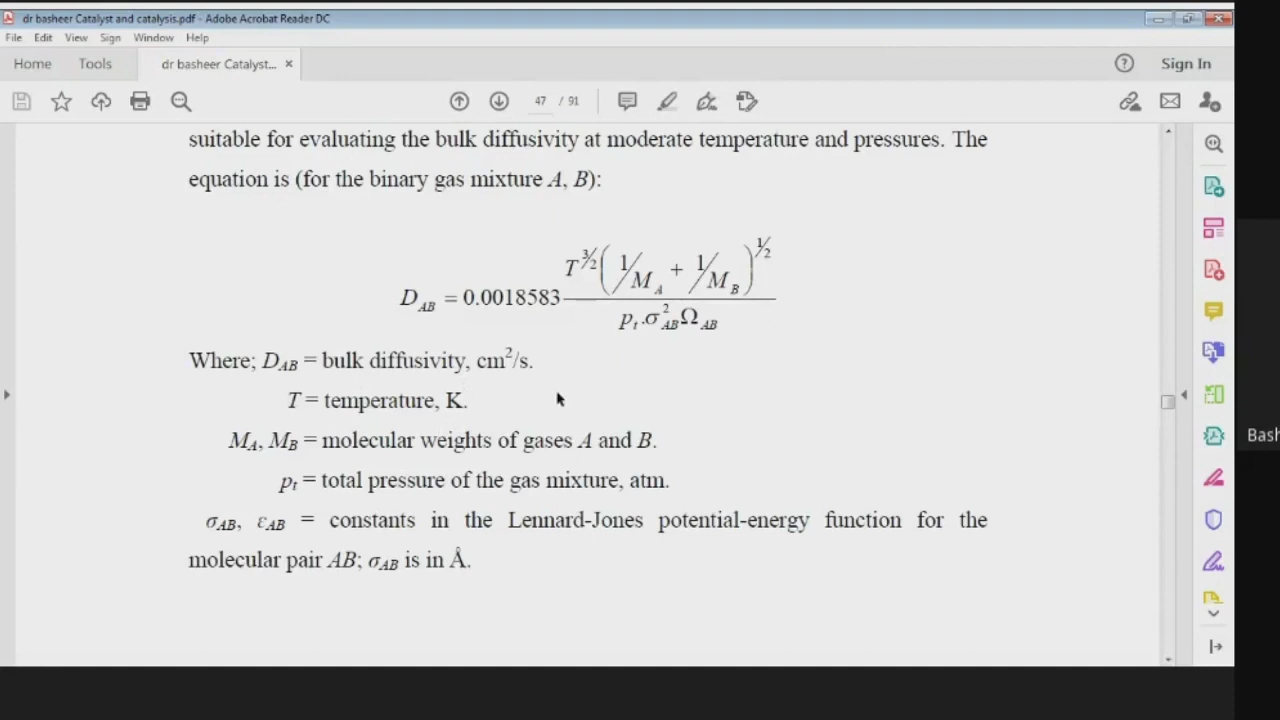 dr basheer Catalyst and catalysis.pdf - Adobe Acrobat Reader DC
File Edit View Sign Window Help
Home Tools dr basheer Catalyst... × Sign In
47 / 91
suitable for evaluating the bulk diffusivity at moderate temperature and pressures. The
equation is (for the binary gas mixture A, B):
D_AB = 0.0018583 T^3/2 (1/M_A + 1/M_B)^1/2 / p_t.σ²_AB Ω_AB
Where; D_AB = bulk diffusivity, cm²/s.
T = temperature, K.
M_A, M_B = molecular weights of gases A and B.
p_t = total pressure of the gas mixture, atm.
σ_AB, ε_AB = constants in the Lennard-Jones potential-energy function for the
molecular pair AB; σ_AB is in Å.
Bash